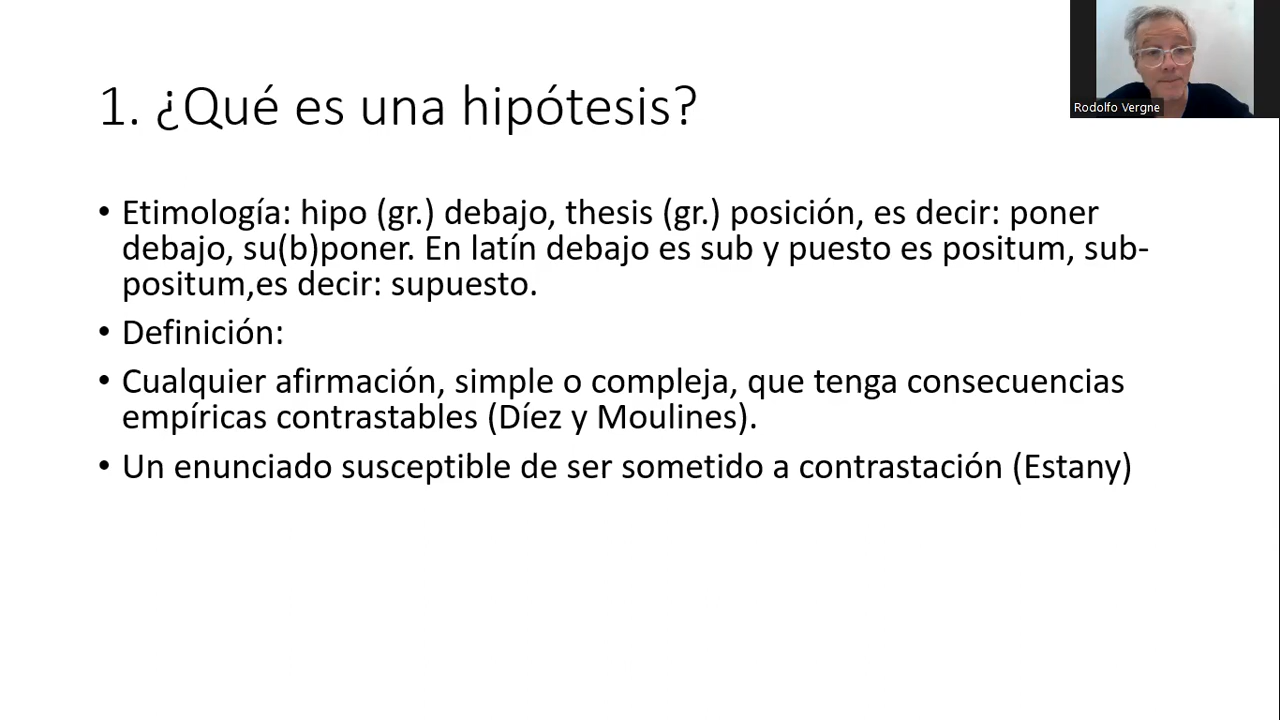 1. ¿Qué es una hipótesis?
Rodolfo Vergne
• Etimología: hipo (gr.) debajo, thesis (gr.) posición, es decir: poner
debajo, su(b)poner. En latín debajo es sub y puesto es positum, sub-
positum,es decir: supuesto.
• Definición:
• Cualquier afirmación, simple o compleja, que tenga consecuencias
empíricas contrastables (Díez y Moulines).
• Un enunciado susceptible de ser sometido a contrastación (Estany)